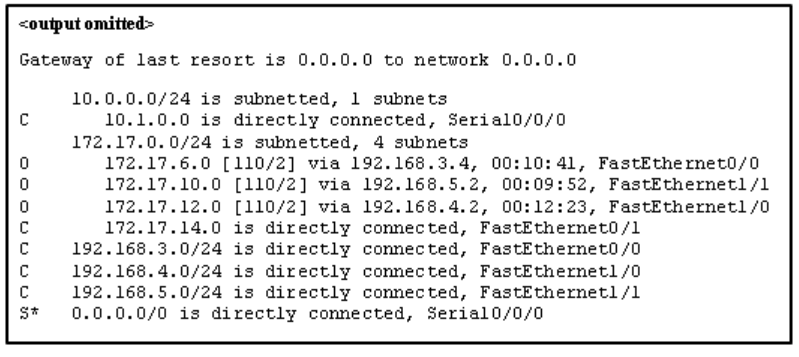 <output omitted>
Gateway of last resort is 0.0.0.0 to network 0.0.0.0
10.0.0.0/24 is subnetted, 1 subnets
C 10.1.0.0 is directly connected, Serial0/0/0
172.17.0.0/24 is subnetted, 4 subnets
O 172.17.6.0 [110/2] via 192.168.3.4, 00:10:41, FastEthernet0/0
O 172.17.10.0 [110/2] via 192.168.5.2, 00:09:52, FastEthernet1/1
O 172.17.12.0 [110/2] via 192.168.4.2, 00:12:23, FastEthernet1/0
C 172.17.14.0 is directly connected, FastEthernet0/1
C 192.168.3.0/24 is directly connected, FastEthernet0/0
C 192.168.4.0/24 is directly connected, FastEthernet1/0
C 192.168.5.0/24 is directly connected, FastEthernet1/1
S* 0.0.0.0/0 is directly connected, Serial0/0/0